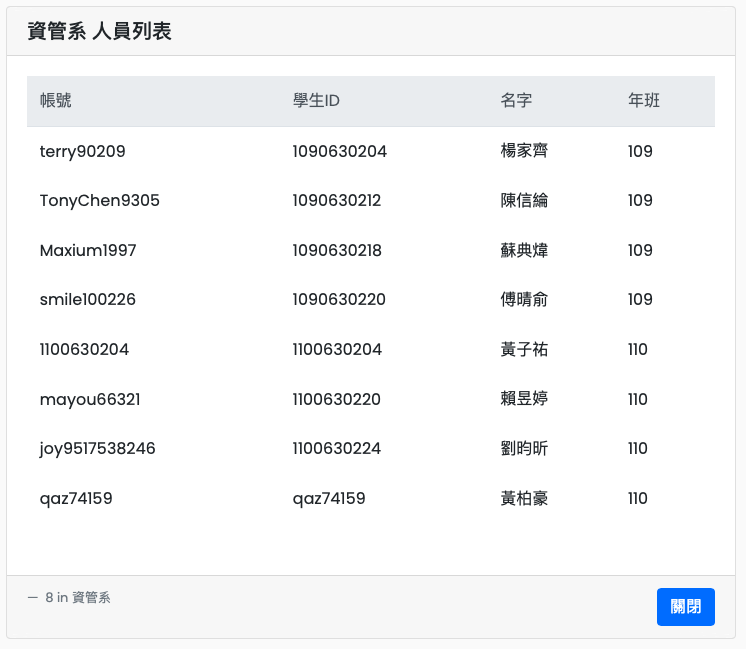 資管系 人員列表
帳號 學生ID 名字 年班
terry90209 1090630204 楊家齊 109
TonyChen9305 1090630212 陳信綸 109
Maxium1997 1090630218 蘇典煒 109
smile100226 1090630220 傅晴俞 109
1100630204 1100630204 黃子祐 110
mayou66321 1100630220 賴昱婷 110
joy9517538246 1100630224 劉昀昕 110
qaz74159 qaz74159 黃柏豪 110
— 8 in 資管系
關閉